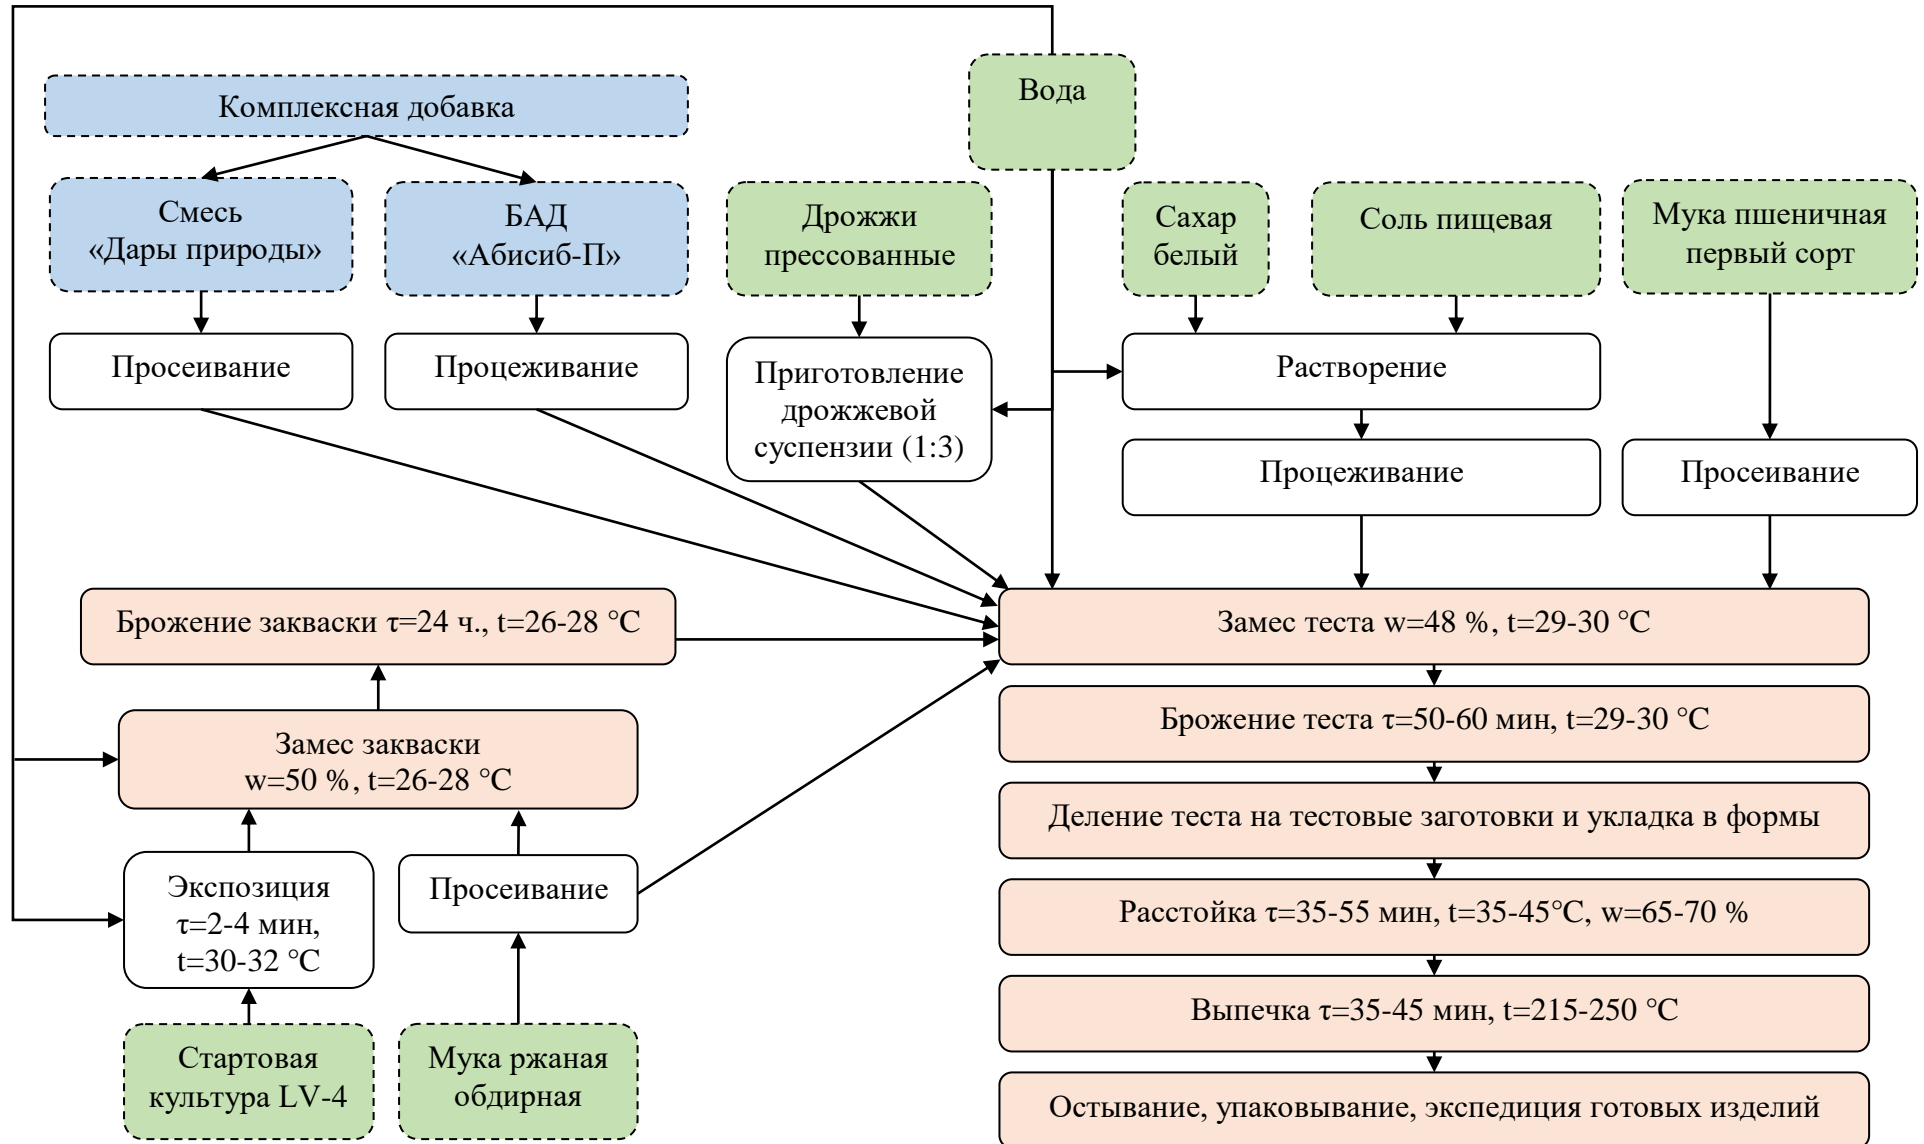 Вода
Комплексная добавка
Смесь
«Дары природы»
БАД
«Абисиб-П»
Дрожжи
прессованные
Сахар
белый
Соль пищевая
Мука пшеничная
первый сорт
Просеивание
Процеживание
Приготовление
дрожжевой
суспензии (1:3)
Растворение
Процеживание
Просеивание
Брожение закваски τ=24 ч., t=26-28 °C
Замес теста w=48 %, t=29-30 °C
Замес закваски
w=50 %, t=26-28 °C
Брожение теста τ=50-60 мин, t=29-30 °C
Деление теста на тестовые заготовки и укладка в формы
Экспозиция
τ=2-4 мин,
t=30-32 °C
Просеивание
Расстойка τ=35-55 мин, t=35-45°C, w=65-70 %
Выпечка τ=35-45 мин, t=215-250 °C
Стартовая
культура LV-4
Мука ржаная
обдирная
Остывание, упаковывание, экспедиция готовых изделий